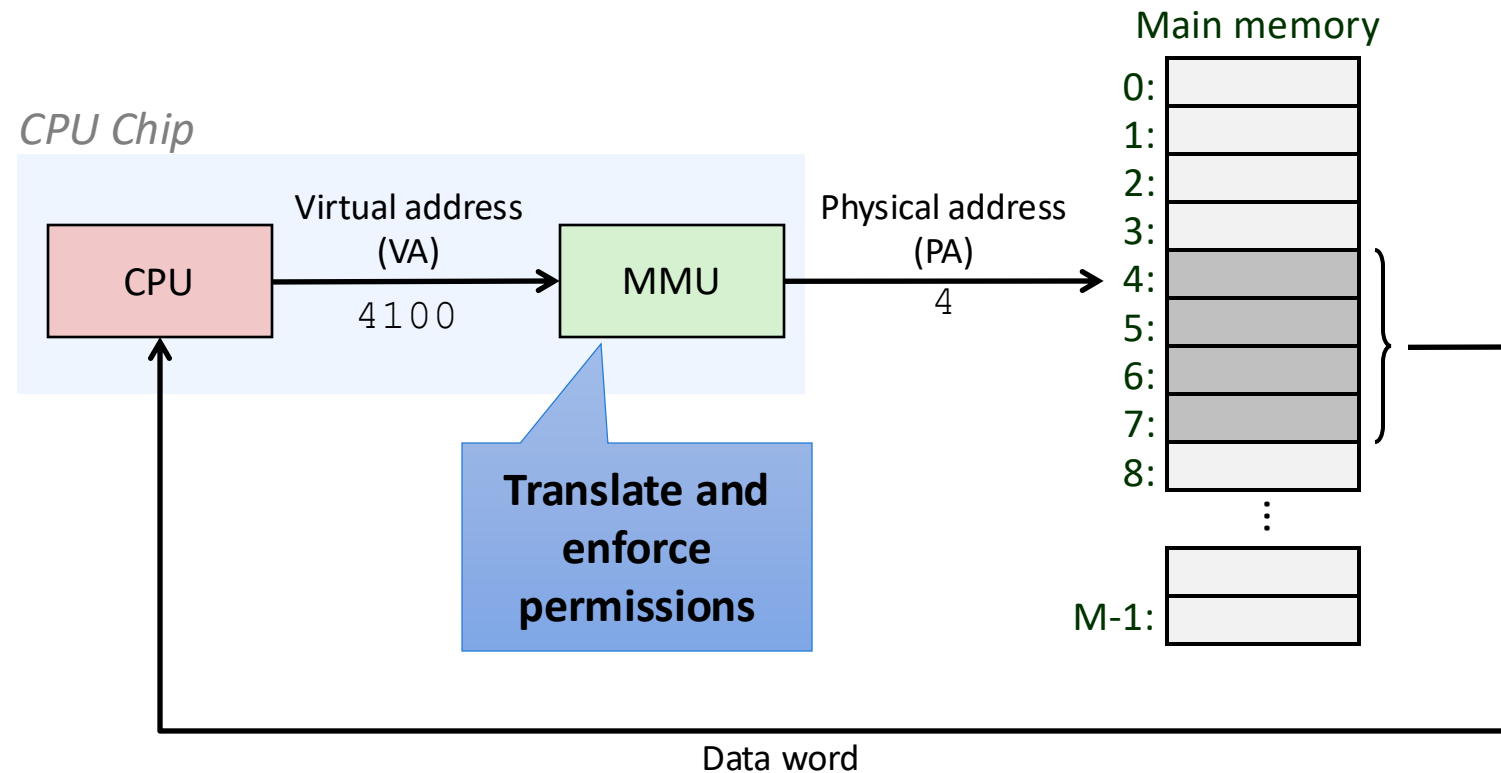 Main memory
CPU Chip
CPU
Virtual address
(VA)
4100
MMU
Physical address
(PA)
4
0:
1:
2:
3:
4:
5:
6:
7:
8:
...
M-1:
Translate and
enforce
permissions
Data word